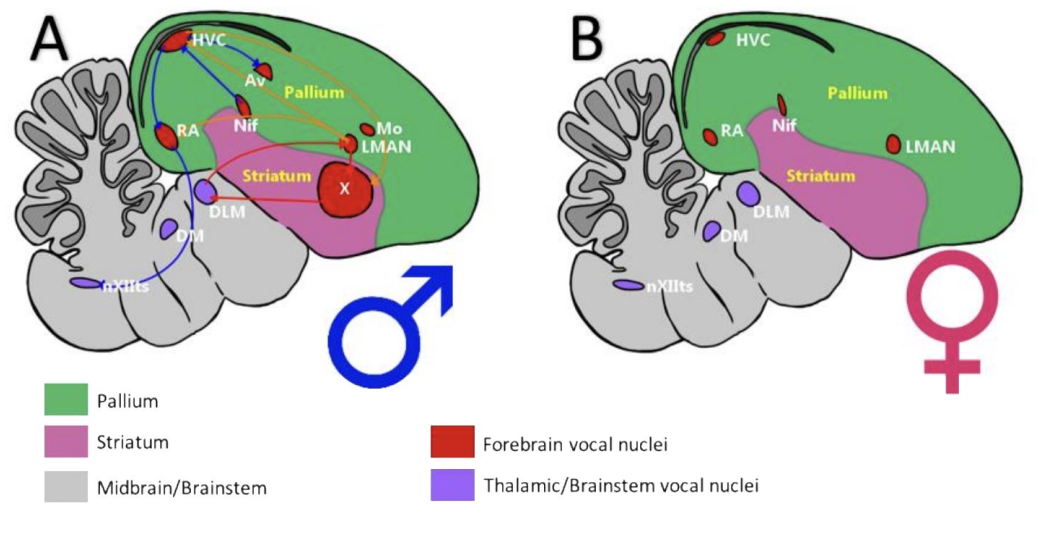 A
HVC
Av
Pallium
Nif
RA
Mo
LMAN
Striatum
X
DLM
DM
nXIIts
B
HVC
Pallium
Nif
RA
LMAN
Striatum
DLM
DM
nXIIts
Pallium
Striatum
Midbrain/Brainstem
Forebrain vocal nuclei
Thalamic/Brainstem vocal nuclei